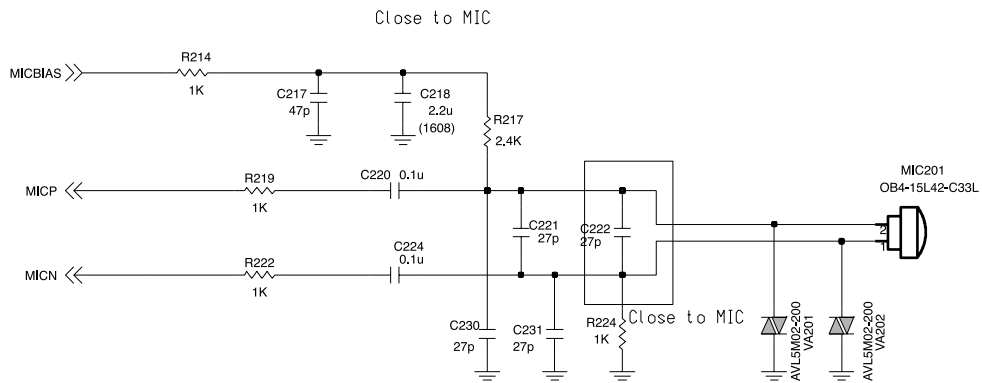 Close to MIC
R214
MICBIAS
1K
C217
47p
C218
2.2u
(1608)
R217
2.4K
MICP
R219
1K
C220
0.1u
MIC201
OB4-15L42-C33L
C221
27p
C222
27p
2
1
C224
0.1u
MICN
R222
1K
C230
27p
C231
27p
R224
1K
Close to MIC
AVL5M02-200
VA201
AVL5M02-200
VA202